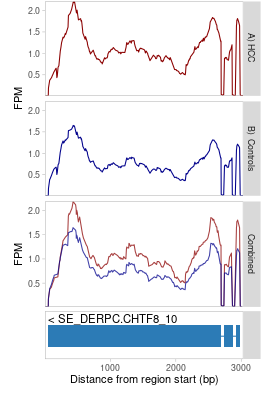 2.0
1.5
1.0
0.5
FPM
A) HCC
2.0
1.5
1.0
0.5
B) Controls
2.0
1.5
1.0
0.5
FPM
Combined
< SE_DERPC.CHTF8_10
0
1000
2000
3000
Distance from region start (bp)